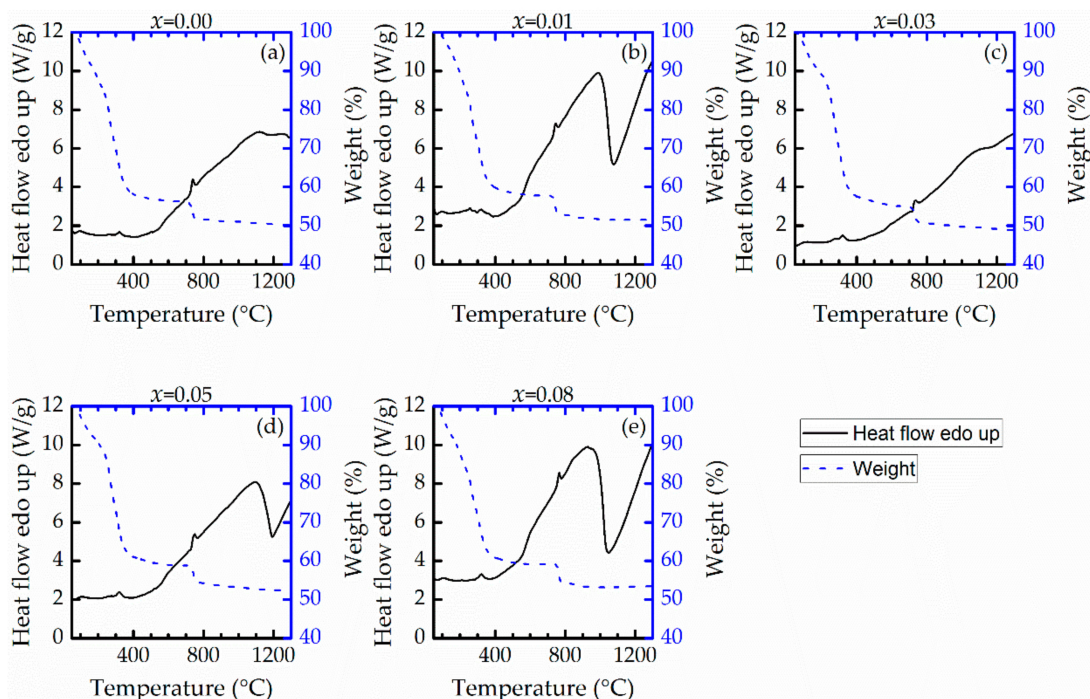 x=0.00
(a)
Heat flow edo up (W/g)
12
10
8
6
4
2
0
100
90
80
70
60
50
40
Weight (%)
400 800 1200
Temperature (°C)
x=0.01
(b)
Heat flow edo up (W/g)
12
10
8
6
4
2
0
100
90
80
70
60
50
40
Weight (%)
400 800 1200
Temperature (°C)
x=0.03
(c)
Heat flow edo up (W/g)
12
10
8
6
4
2
0
100
90
80
70
60
50
40
Weight (%)
400 800 1200
Temperature (°C)
x=0.05
(d)
Heat flow edo up (W/g)
12
10
8
6
4
2
0
100
90
80
70
60
50
40
Weight (%)
400 800 1200
Temperature (°C)
x=0.08
(e)
Heat flow edo up (W/g)
12
10
8
6
4
2
0
100
90
80
70
60
50
40
Weight (%)
400 800 1200
Temperature (°C)
Heat flow edo up
Weight